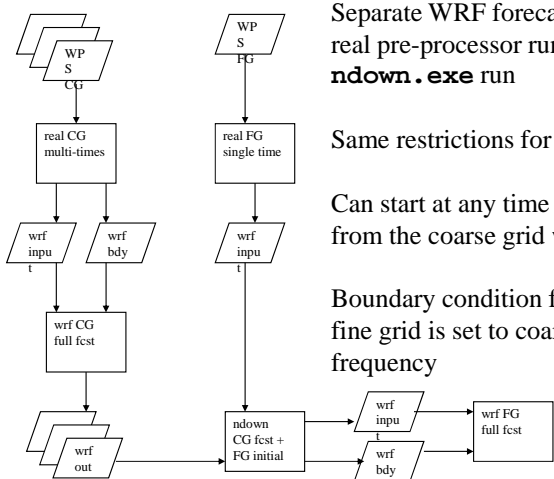 WP
S
CG
WP
S
FG
Separate WRF foreca
real pre-processor run
ndown.exe run
real CG
multi-times
real FG
single time
Same restrictions for
wrf
inpu
t
wrf
bdy
wrf
inpu
t
Can start at any time
from the coarse grid
wrf CG
full fcst
Boundary condition f
fine grid is set to coar
frequency
wrf
out
ndown
CG fcst +
FG initial
wrf
inpu
t
wrf
bdy
wrf FG
full fcst